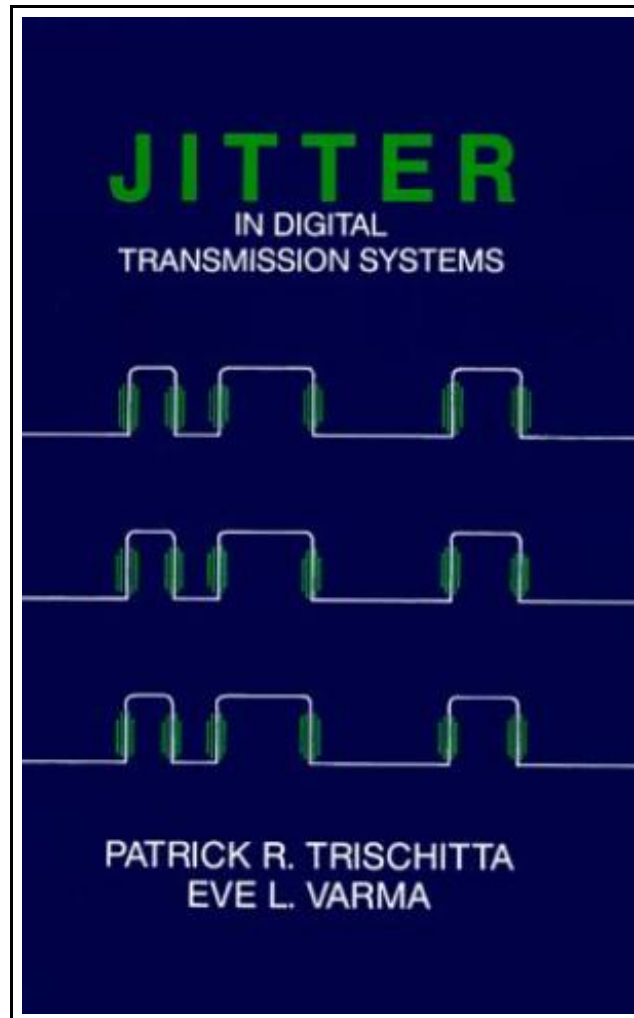 JITTER
IN DIGITAL
TRANSMISSION SYSTEMS
PATRICK R. TRISCHITTA
EVE L. VARMA